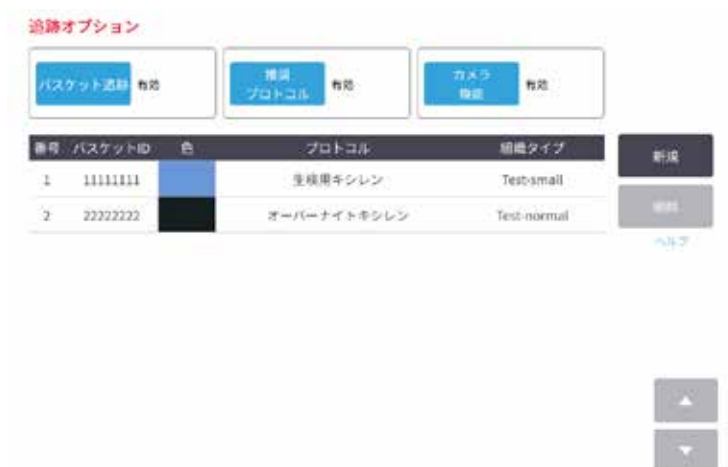 追跡オプション
バスケット追跡 有効
推奨
プロトコル 有効
カメラ
機能 有効
番号 バスケットID 色 プロトコル 組織タイプ
1 11111111 生検用キシレン Test-small
2 22222222 オーバーナイトキシレン Test-normal
新規
削除
ヘルプ